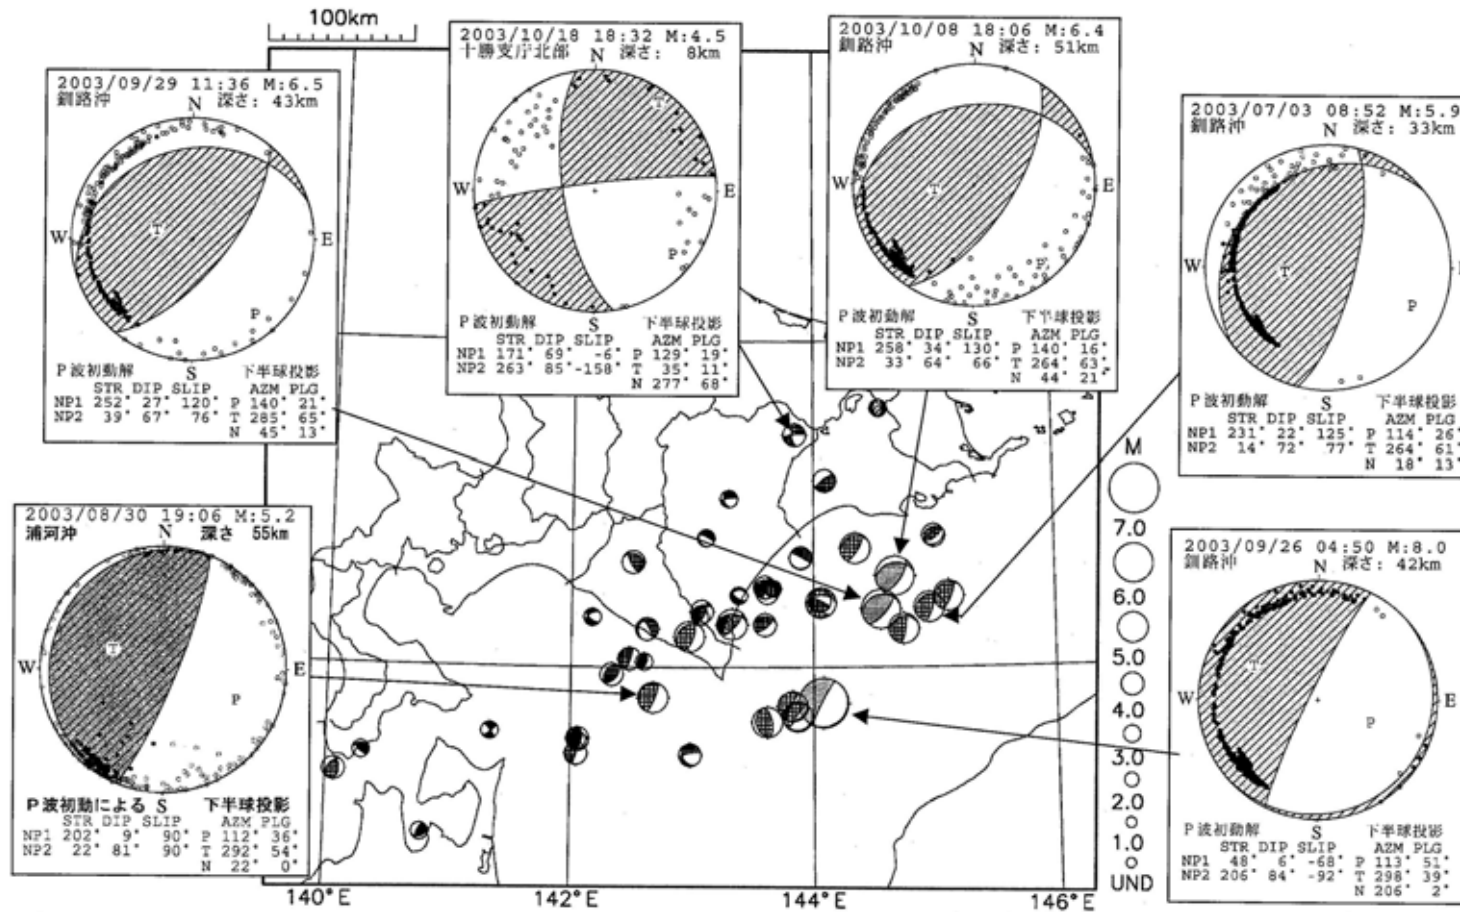 100km
2003/09/29 11:36 M:6.5
釧路沖 深さ: 43km
N
W
E
T
P
S
P波初動解 下半球投影
STR DIP SLIP AZM PLG
NP1 252° 27° 120° P 140° 21°
NP2 39° 67° 76° T 285° 65°
N 45° 13°
2003/10/18 18:32 M:4.5
十勝支庁北部 深さ: 8km
N
T
W
E
P
S
P波初動解 下半球投影
STR DIP SLIP AZM PLG
NP1 171° 69° -6° P 129° 19°
NP2 263° 85° -158° T 35° 11°
N 277° 68°
2003/10/08 18:06 M:6.4
釧路沖 深さ: 51km
N
W
E
T
P
S
P波初動解 下半球投影
STR DIP SLIP AZM PLG
NP1 258° 34° 130° P 140° 16°
NP2 33° 64° 66° T 264° 63°
N 44° 21°
2003/07/03 08:52 M:5.9
釧路沖 深さ: 33km
N
W
T
P
S
P波初動解 下半球投影
STR DIP SLIP AZM PLG
NP1 231° 22° 125° P 114° 26°
NP2 14° 72° 77° T 264° 61°
N 18° 13°
2003/08/30 19:06 M:5.2
浦河沖 深さ 55km
N
T
W
E
P
P波初動による S 下半球投影
STR DIP SLIP AZM PLG
NP1 202° 9° 90° P 112° 36°
NP2 22° 81° 90° T 292° 54°
N 22° 0°
2003/09/26 04:50 M:8.0
釧路沖 深さ: 42km
N
T
W
E
P
S
P波初動解 下半球投影
STR DIP SLIP AZM PLG
NP1 48° 6° -68° P 113° 51°
NP2 206° 84° -92° T 298° 39°
N 206° 2°
M
7.0
6.0
5.0
4.0
3.0
2.0
1.0
UND
140°E
142°E
144°E
146°E